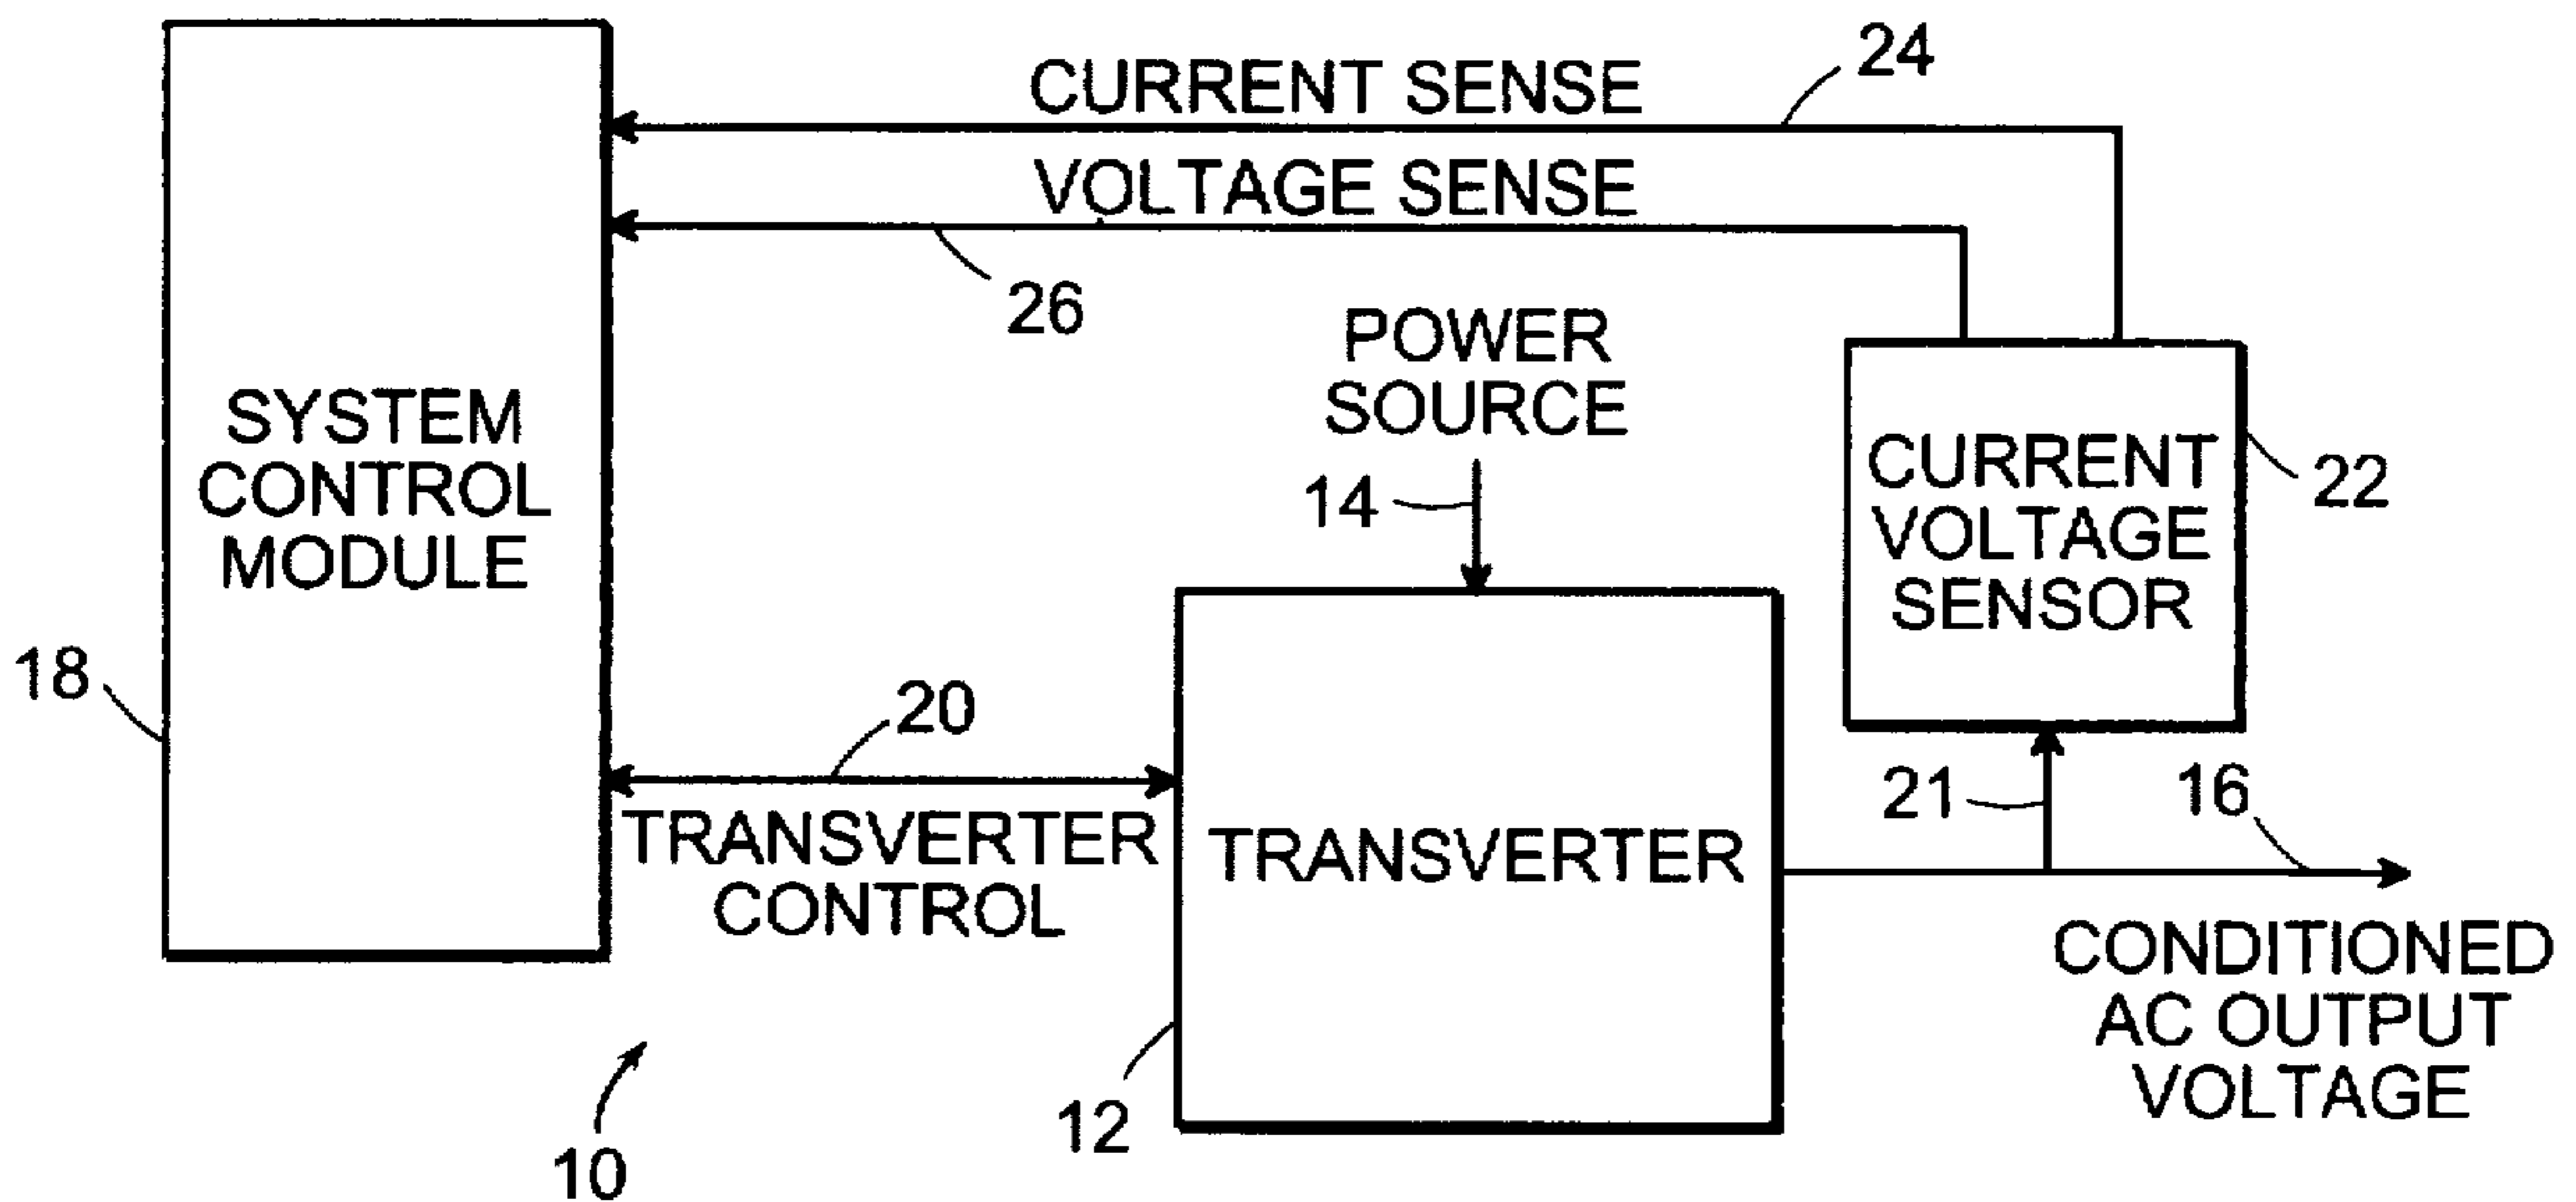 24
CURRENT SENSE
VOLTAGE SENSE
26
POWER
SOURCE
14
SYSTEM
CONTROL
MODULE
18
CURRENT
VOLTAGE
SENSOR
22
20
TRANSVERTER
CONTROL
TRANSVERTER
21
16
CONDITIONED
AC OUTPUT
VOLTAGE
12
10